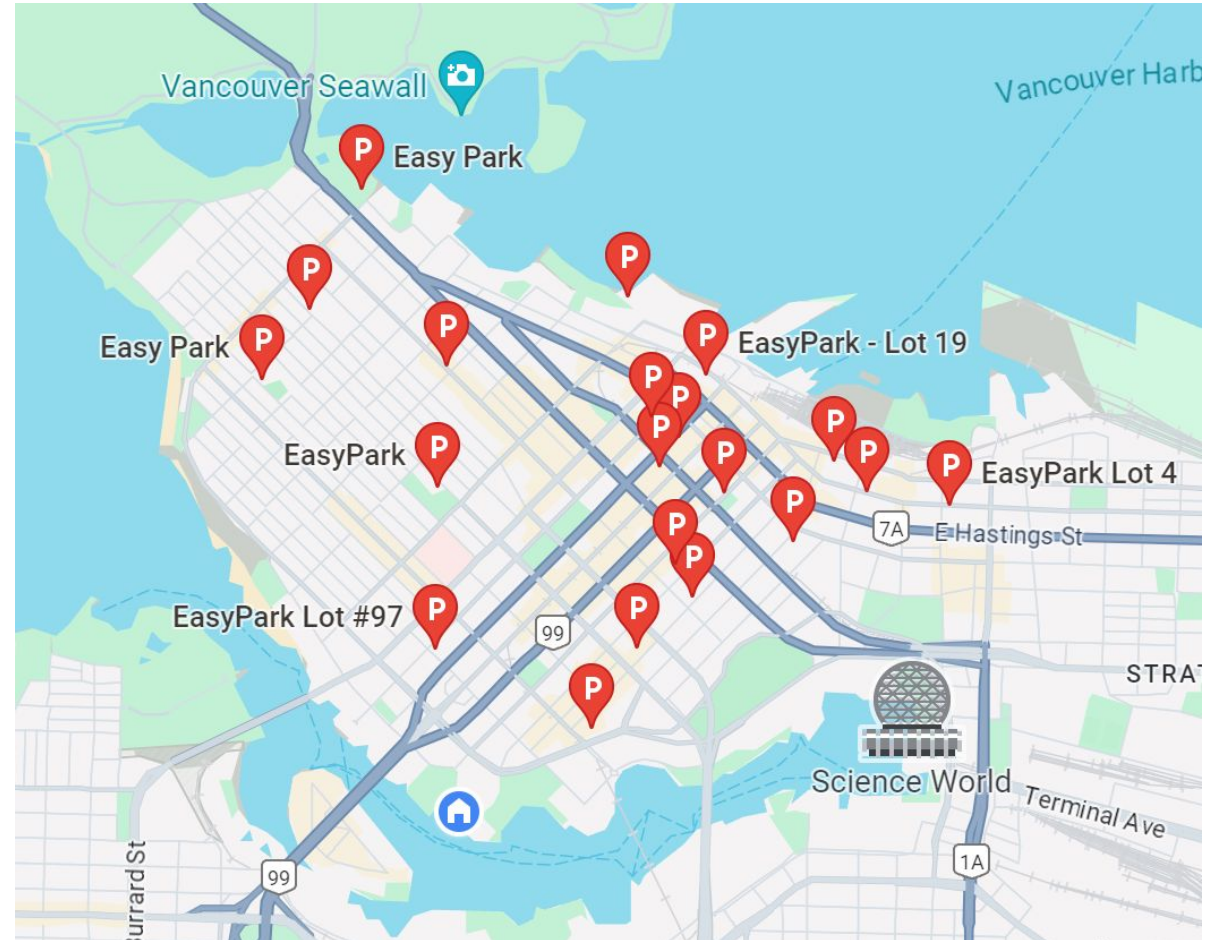 Vancouver Seawall
Vancouver Harb
P Easy Park
P
P
P
Easy Park P
P
P EasyPark - Lot 19
P
P
P
P
P
P
EasyPark P
P EasyPark Lot 4
P
P
7A E Hastings St
P
EasyPark Lot #97 P
P
99
P
STRAT
Science World
Terminal Ave
Burrard St
99
1A